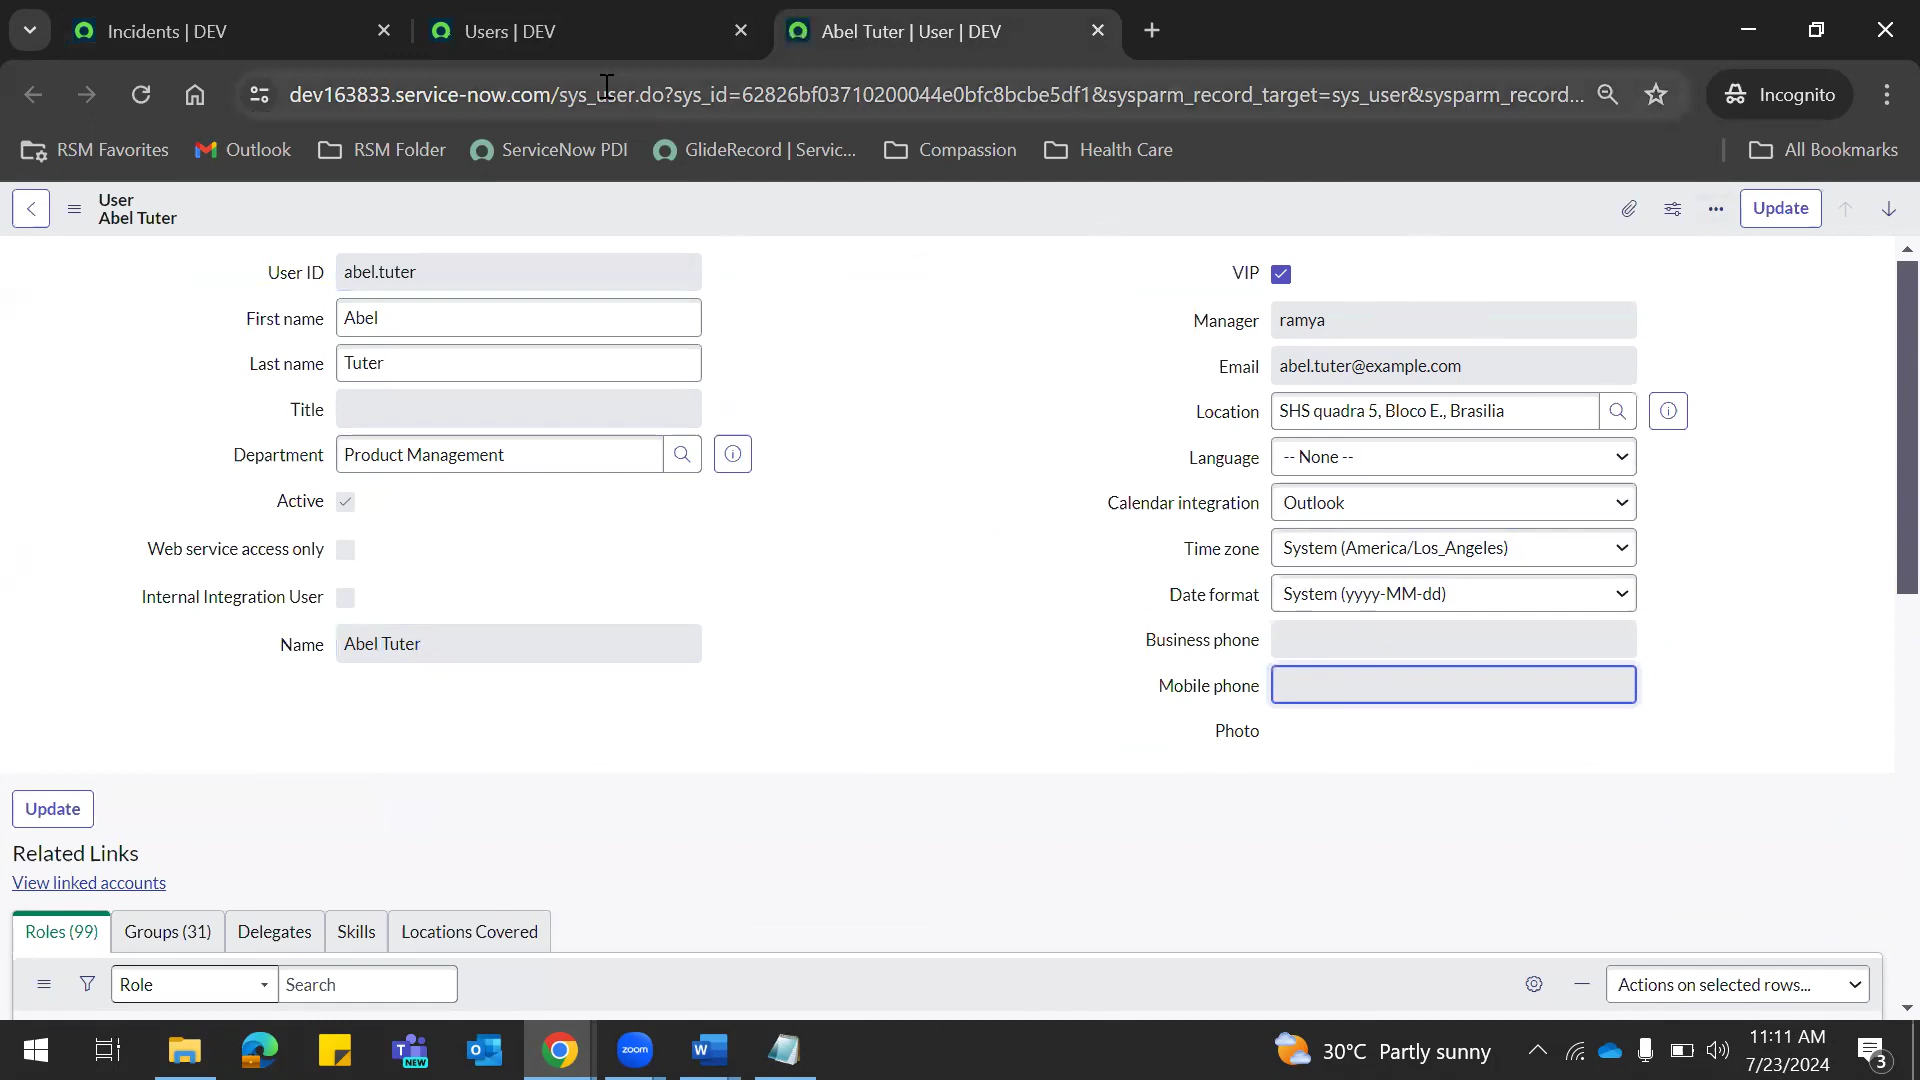 Incidents | DEV
Users | DEV
Abel Tuter | User | DEV
dev163833.service-now.com/sys_user.do?sys_id=62826bf03710200044e0bfc8bcbe5df1&sysparm_record_target=sys_user&sysparm_record...
Incognito
RSM Favorites
Outlook
RSM Folder
ServiceNow PDI
GlideRecord | Servic...
Compassion
Health Care
All Bookmarks
User
Abel Tuter
Update
User ID abel.tuter
First name Abel
Last name Tuter
Title
Department Product Management
Active
Web service access only
Internal Integration User
Name Abel Tuter
VIP
Manager ramya
Email abel.tuter@example.com
Location SHS quadra 5, Bloco E., Brasilia
Language -- None --
Calendar integration Outlook
Time zone System (America/Los_Angeles)
Date format System (yyyy-MM-dd)
Business phone
Mobile phone
Photo
Update
Related Links
View linked accounts
Roles (99) Groups (31) Delegates Skills Locations Covered
Role Search Actions on selected rows...
NEW
zoom
30°C Partly sunny
11:11 AM
7/23/2024
3